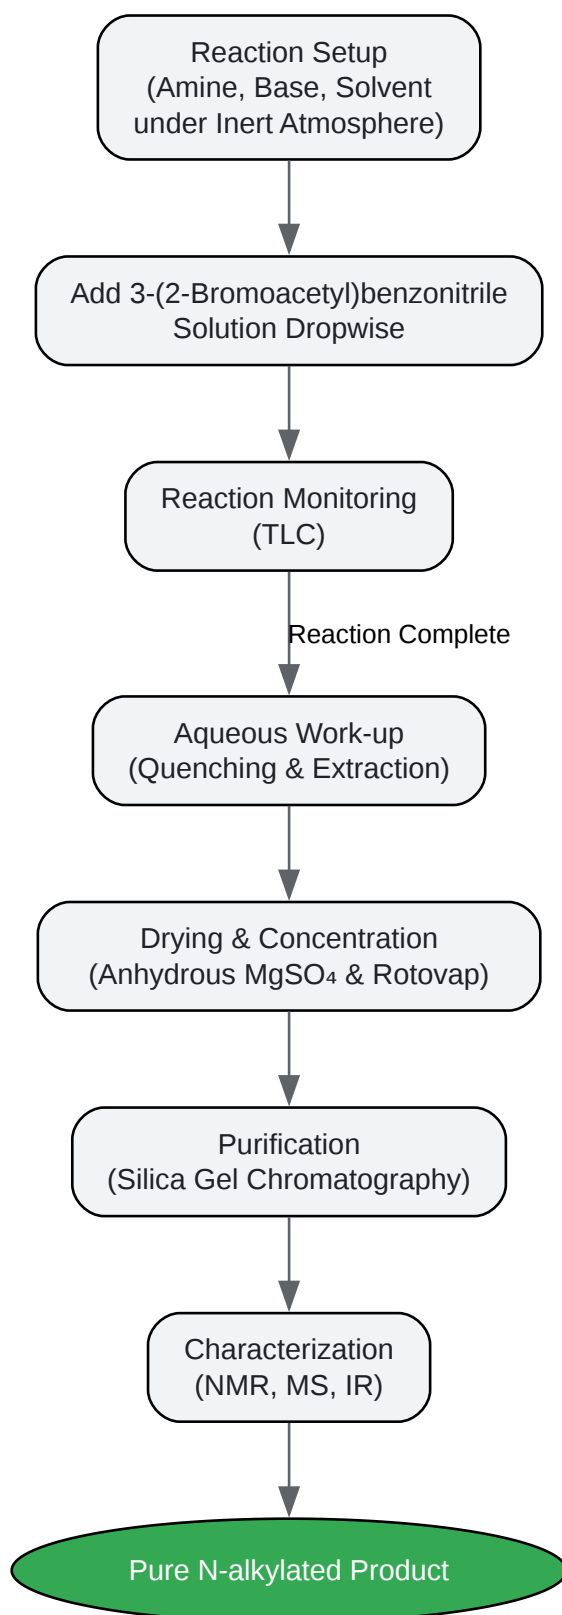 Reaction Setup
(Amine, Base, Solvent
under Inert Atmosphere)
Add 3-(2-Bromoacetyl)benzonitrile
Solution Dropwise
Reaction Monitoring
(TLC)
Reaction Complete
Aqueous Work-up
(Quenching & Extraction)
Drying & Concentration
(Anhydrous MgSO₄ & Rotovap)
Purification
(Silica Gel Chromatography)
Characterization
(NMR, MS, IR)
Pure N-alkylated Product